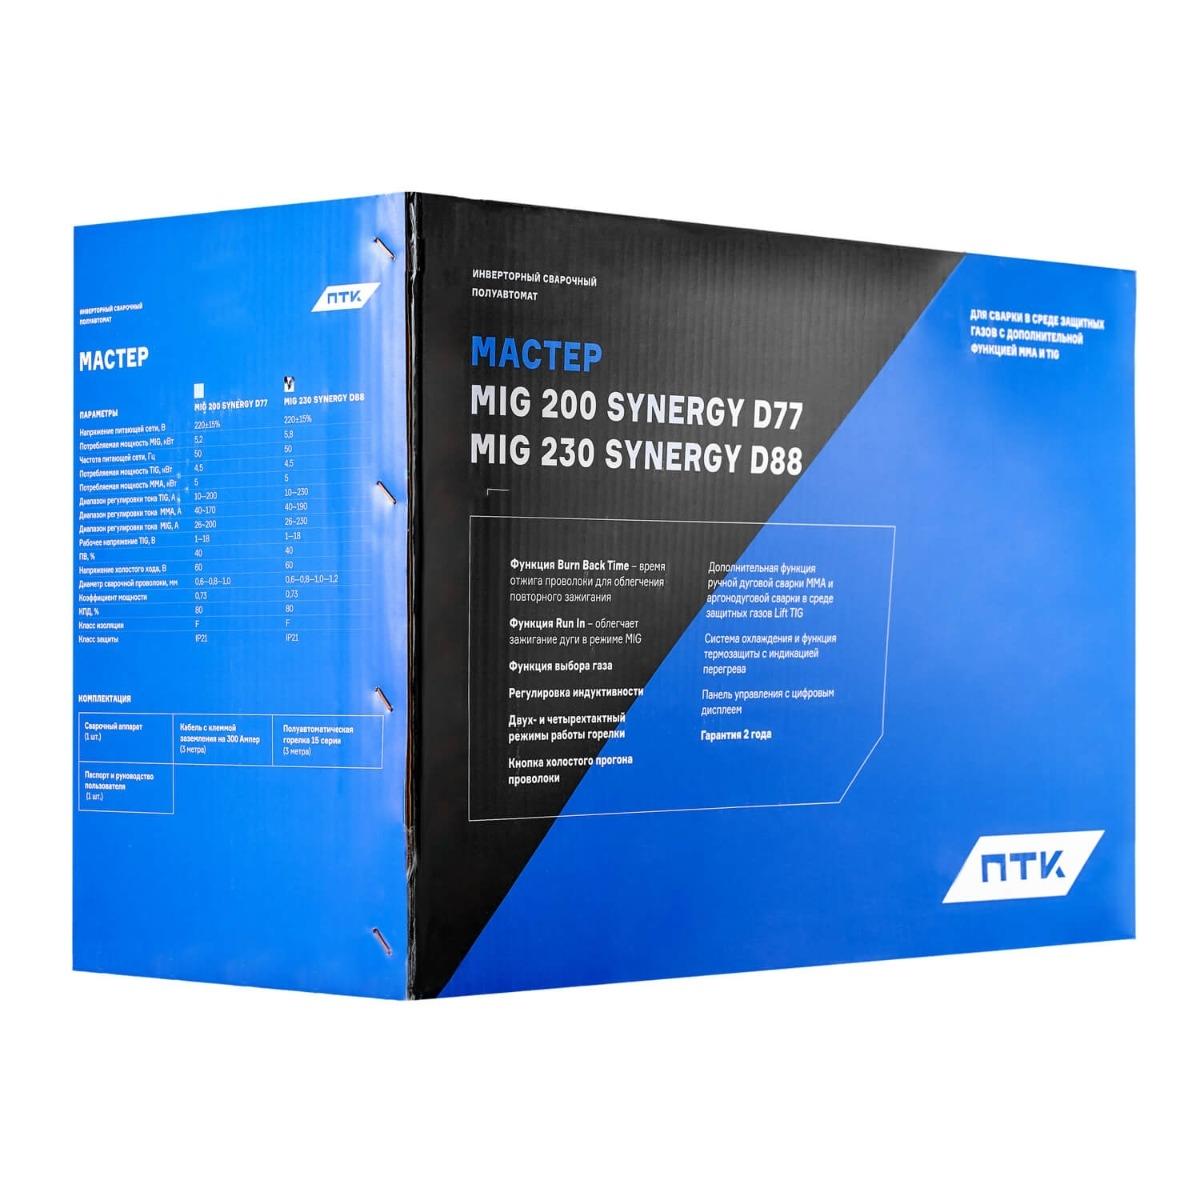 ИНВЕРТОРНЫЙ СВАРОЧНЫЙ
ПОЛУАВТОМАТ
ПТК
МАСТЕР
ПАРАМЕТРЫ MIG 200 SYNERGY D77 MIG 230 SYNERGY D88
Напряжение питающей сети, В 220±15% 220±15%
Потребляемая мощность MIG, кВт 5,2 5,8
Частота питающей сети, Гц 50 50
Потребляемая мощность TIG, кВт 4,5 4,5
Потребляемая мощность MMA, кВт 5 5
Диапазон регулировки тока TIG, А 10–200 10–230
Диапазон регулировки тока MMA, А 40–170 40–190
Диапазон регулировки тока MIG, А 26–200 26–230
Рабочее напряжение TIG, В 1–18 1–18
ПВ, % 40 40
Напряжение холостого хода, В 60 60
Диаметр сварочной проволоки, мм 0,6–0,8–1,0 0,6–0,8–1,0–1,2
Коэффициент мощности 0,73 0,73
КПД, % 80 80
Класс изоляции F F
Класс защиты IP21 IP21
КОМПЛЕКТАЦИЯ
Сварочный аппарат
(1 шт.)
Кабель с клеммой
заземления на 300 Ампер
(3 метра)
Полуавтоматическая
горелка 15 серии
(3 метра)
Паспорт и руководство
пользователя
(1 шт.)
ИНВЕРТОРНЫЙ СВАРОЧНЫЙ
ПОЛУАВТОМАТ
МАСТЕР
MIG 200 SYNERGY D77
MIG 230 SYNERGY D88
ДЛЯ СВАРКИ В СРЕДЕ ЗАЩИТНЫХ
ГАЗОВ С ДОПОЛНИТЕЛЬНОЙ
ФУНКЦИЕЙ MMA И TIG
Функция Burn Back Time – время
отжига проволоки для облегчения
повторного зажигания
Функция Run In – облегчает
зажигание дуги в режиме MIG
Функция выбора газа
Регулировка индуктивности
Двух- и четырехтактный
режимы работы горелки
Кнопка холостого прогона
проволоки
Дополнительная функция
ручной дуговой сварки MMA и
аргонодуговой сварки в среде
защитных газов Lift TIG
Система охлаждения и функция
термозащиты с индикацией
перегрева
Панель управления с цифровым
дисплеем
Гарантия 2 года
ПТК